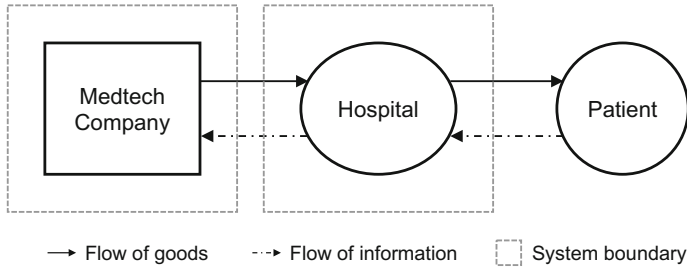 Medtech
Company
Hospital
Patient
Flow of goods
Flow of information
System boundary